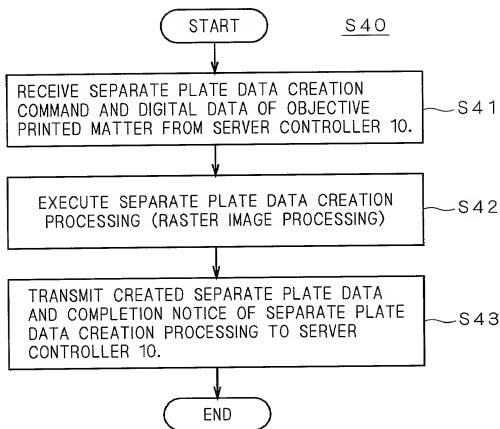 START
S40
RECEIVE SEPARATE PLATE DATA CREATION
COMMAND AND DIGITAL DATA OF OBJECTIVE
PRINTED MATTER FROM SERVER CONTROLLER 10.
S41
EXECUTE SEPARATE PLATE DATA CREATION
PROCESSING (RASTER IMAGE PROCESSING)
S42
TRANSMIT CREATED SEPARATE PLATE DATA
AND COMPLETION NOTICE OF SEPARATE PLATE
DATA CREATION PROCESSING TO SERVER
CONTROLLER 10.
S43
END